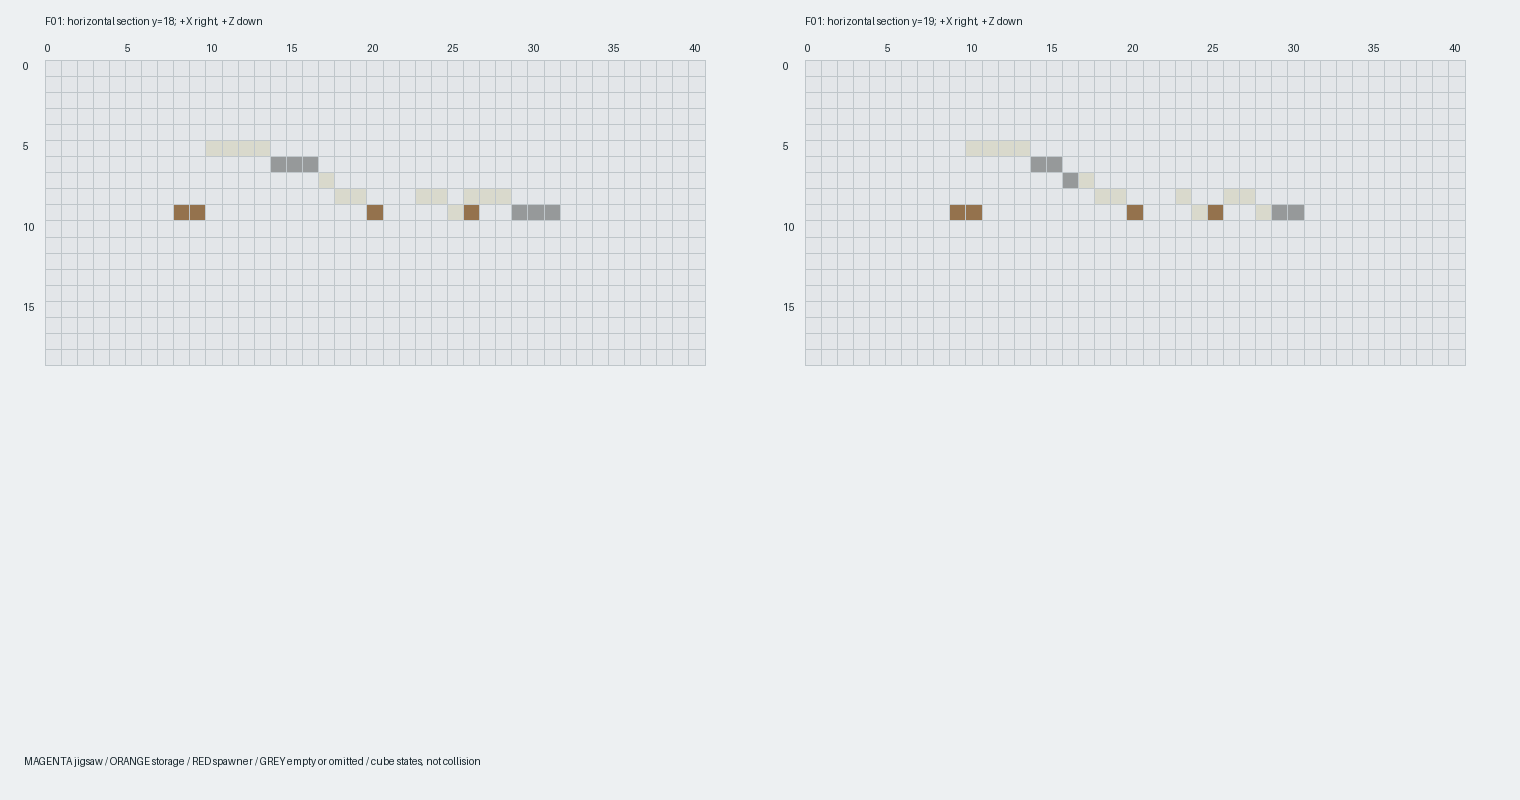 F01: horizontal section y=18; +X right, +Z down
0 5 10 15 20 25 30 35 40
0
5
10
15
F01: horizontal section y=19; +X right, +Z down
0 5 10 15 20 25 30 35 40
0
5
10
15
MAGENTA jigsaw / ORANGE storage / RED spawner / GREY empty or omitted / cube states, not collision